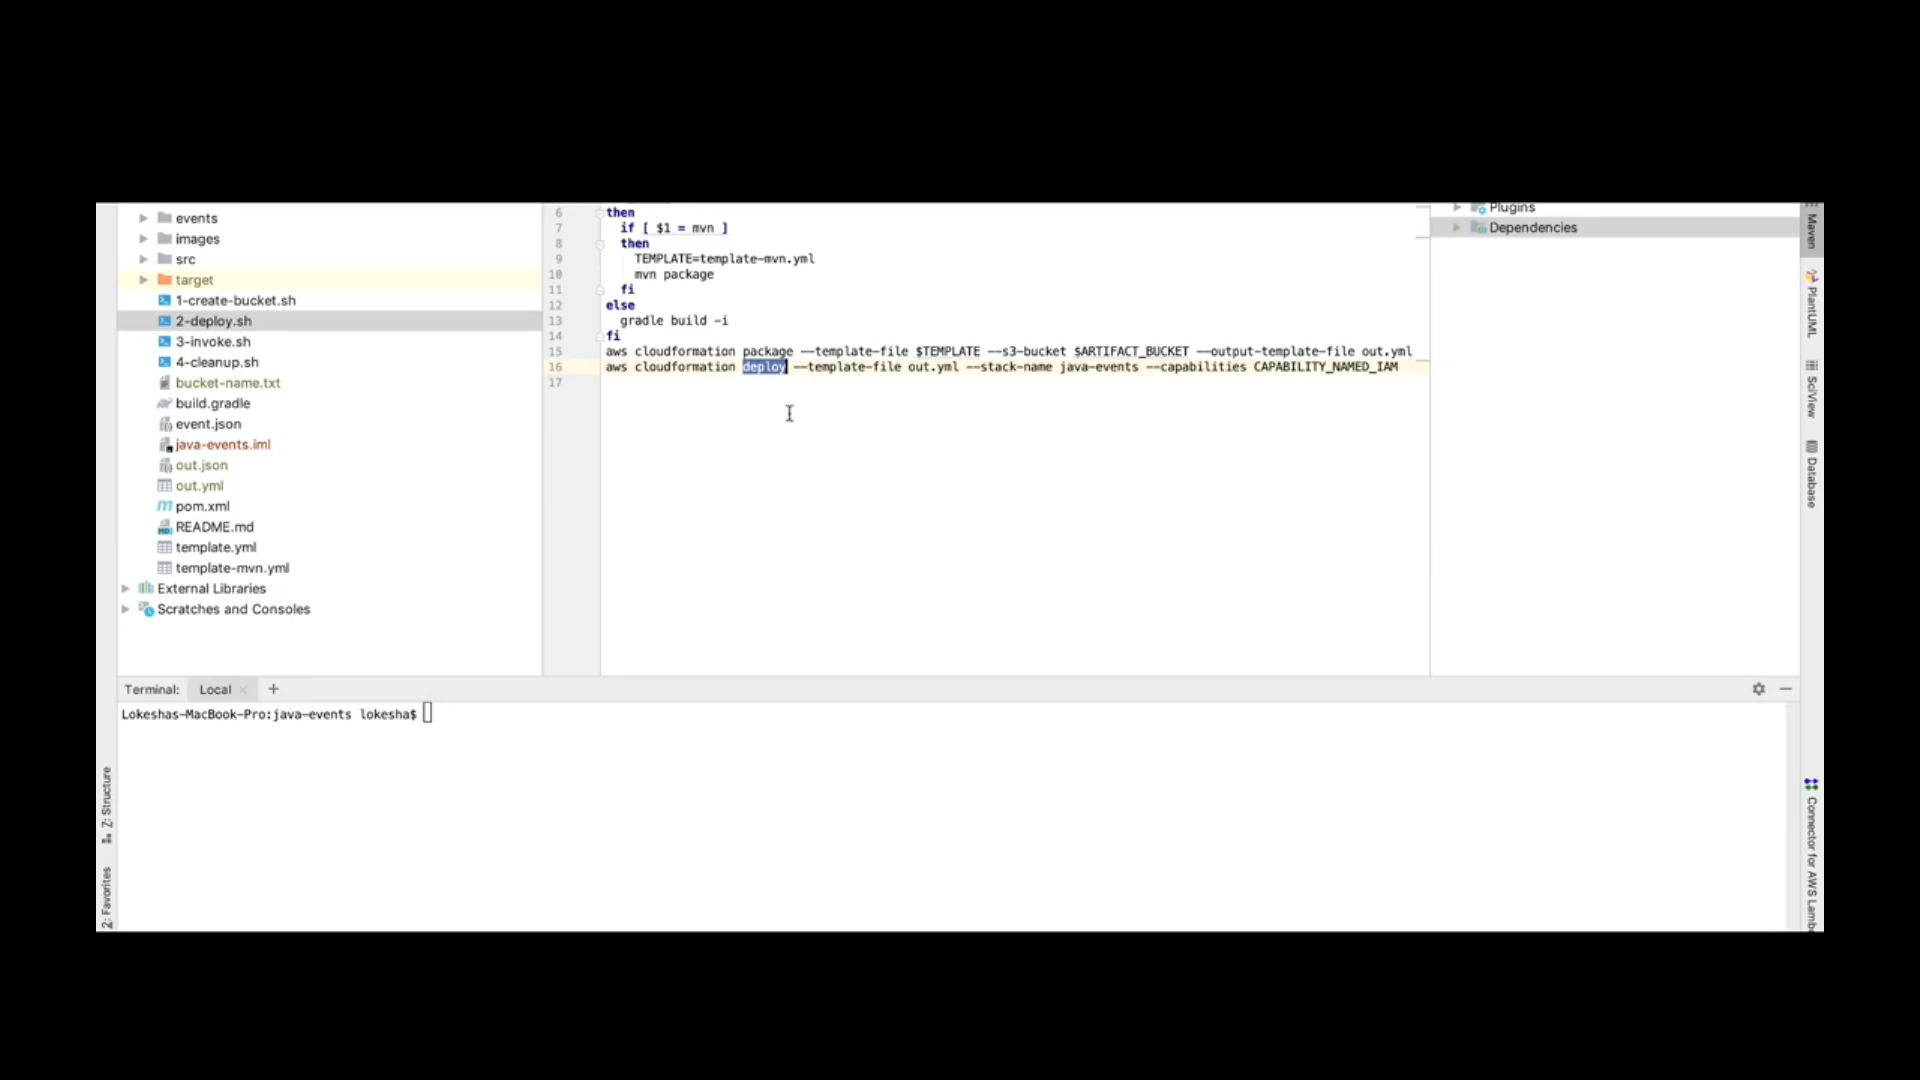 events
images
src
target
1-create-bucket.sh
2-deploy.sh
3-invoke.sh
4-cleanup.sh
bucket-name.txt
build.gradle
event.json
java-events.iml
out.json
out.yml
pom.xml
README.md
template.yml
template-mvn.yml
External Libraries
Scratches and Consoles
6 then
7 if [ $1 = mvn ]
8 then
9 TEMPLATE=template-mvn.yml
10 mvn package
11 fi
12 else
13 gradle build -i
14 fi
15 aws cloudformation package --template-file $TEMPLATE --s3-bucket $ARTIFACT_BUCKET --output-template-file out.yml
16 aws cloudformation deploy --template-file out.yml --stack-name java-events --capabilities CAPABILITY_NAMED_IAM
17
Plugins
Dependencies
Maven
PlantUML
SciView
Database
Connector for AWS Lamb
Z: Structure
2: Favorites
Terminal: Local +
Lokeshas-MacBook-Pro:java-events lokesha$